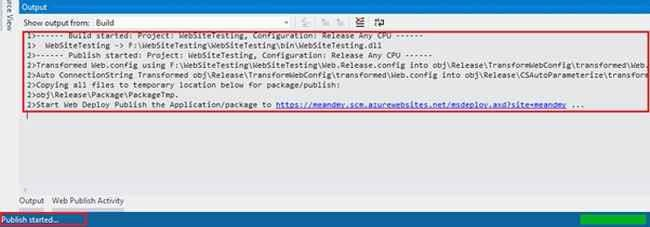 urce View
Output
Show output from: Build
1>------ Build started: Project: WebSiteTesting, Configuration: Release Any CPU ------
1>  WebSiteTesting -> F:\WebSiteTesting\WebSiteTesting\bin\WebSiteTesting.dll
2>------ Publish started: Project: WebSiteTesting, Configuration: Release Any CPU ------
2>Transformed Web.config using F:\WebSiteTesting\WebSiteTesting\Web.Release.config into obj\Release\TransformWebConfig\transformed\Web.
2>Auto ConnectionString Transformed obj\Release\TransformWebConfig\transformed\Web.config into obj\Release\CSAutoParameterize\transform
2>Copying all files to temporary location below for package/publish:
2>obj\Release\Package\PackageTmp.
2>Start Web Deploy Publish the Application/package to https://meandmy.scm.azurewebsites.net/msdeploy.axd?site=meandmy ...
Output Web Publish Activity
Publish started...